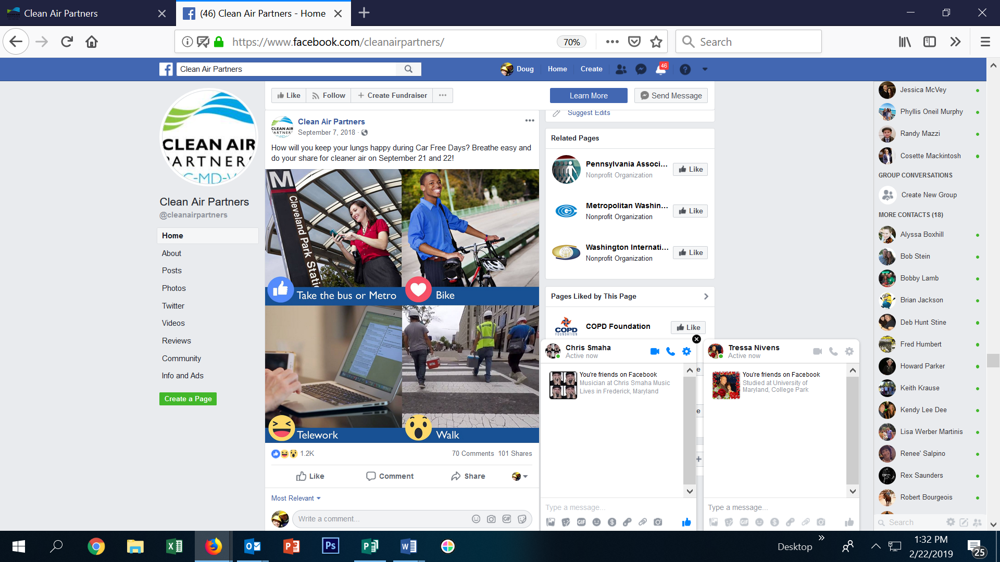 Clean Air Partners
(46) Clean Air Partners - Home
https://www.facebook.com/cleanairpartners/
70%
Search
Clean Air Partners
Doug
Home
Create
46
CLEAN AIR
PARTNERS
Clean Air Partners
@cleanairpartners
Home
About
Posts
Photos
Twitter
Videos
Reviews
Community
Info and Ads
Create a Page
Like
Follow
Create Fundraiser
Learn More
Send Message
Clean Air Partners
September 7, 2018
How will you keep your lungs happy during Car Free Days? Breathe easy and
do your share for cleaner air on September 21 and 22!
M
Cleveland Park Stati
Take the bus or Metro
Bike
Telework
Walk
1.2K
70 Comments 101 Shares
Like
Comment
Share
Most Relevant
Write a comment...
GIF
Suggest Edits
Related Pages
Pennsylvania Associ...
Nonprofit Organization
Like
Metropolitan Washin...
Nonprofit Organization
Like
Washington Internati...
Nonprofit Organization
Like
Pages Liked by This Page
COPD
FOUNDATION
COPD Foundation
Like
Chris Smaha
Active now
You're friends on Facebook
Musician at Chris Smaha Music
Lives in Frederick, Maryland
Type a message...
GIF
Tressa Nivens
Active now
You're friends on Facebook
Studied at University of
Maryland, College Park
Type a message...
GIF
Jessica McVey
Phyllis Oneil Murphy
Randy Mazzi
Cosette Mackintosh
GROUP CONVERSATIONS
Create New Group
MORE CONTACTS (18)
Alyssa Boxhill
Bob Stein
Bobby Lamb
Brian Jackson
Deb Hunt Stine
Fred Humbert
Howard Parker
Keith Krause
Kendy Lee Dee
Lisa Werber Martinis
Renee' Salpino
Rex Saunders
Robert Bourgeois
Search
Desktop
1:32 PM
2/22/2019
25